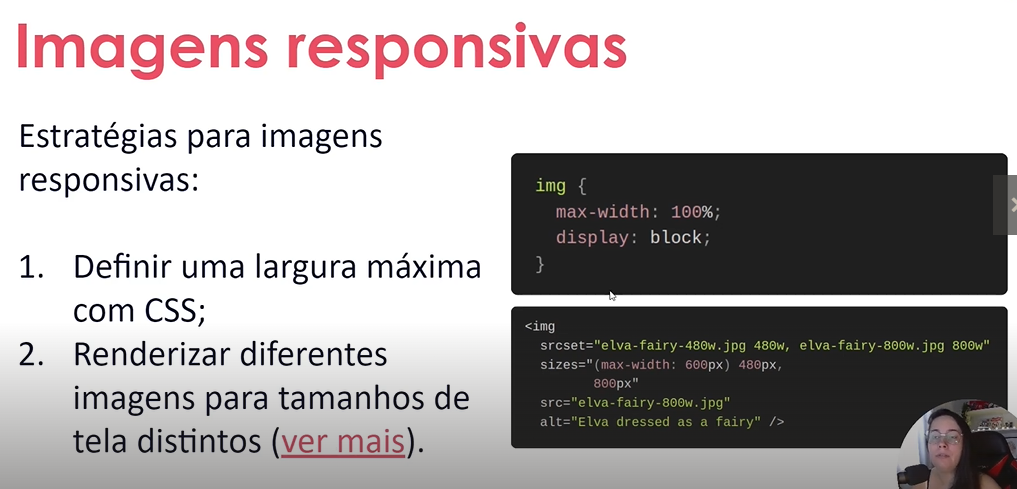 Imagens responsivas
Estratégias para imagens
responsivas:
1. Definir uma largura máxima
com CSS;
2. Renderizar diferentes
imagens para tamanhos de
tela distintos (ver mais).
img {
max-width: 100%;
display: block;
}
<img
srcset="elva-fairy-480w.jpg 480w, elva-fairy-800w.jpg 800w"
sizes="(max-width: 600px) 480px,
800px"
src="elva-fairy-800w.jpg"
alt="Elva dressed as a fairy" />